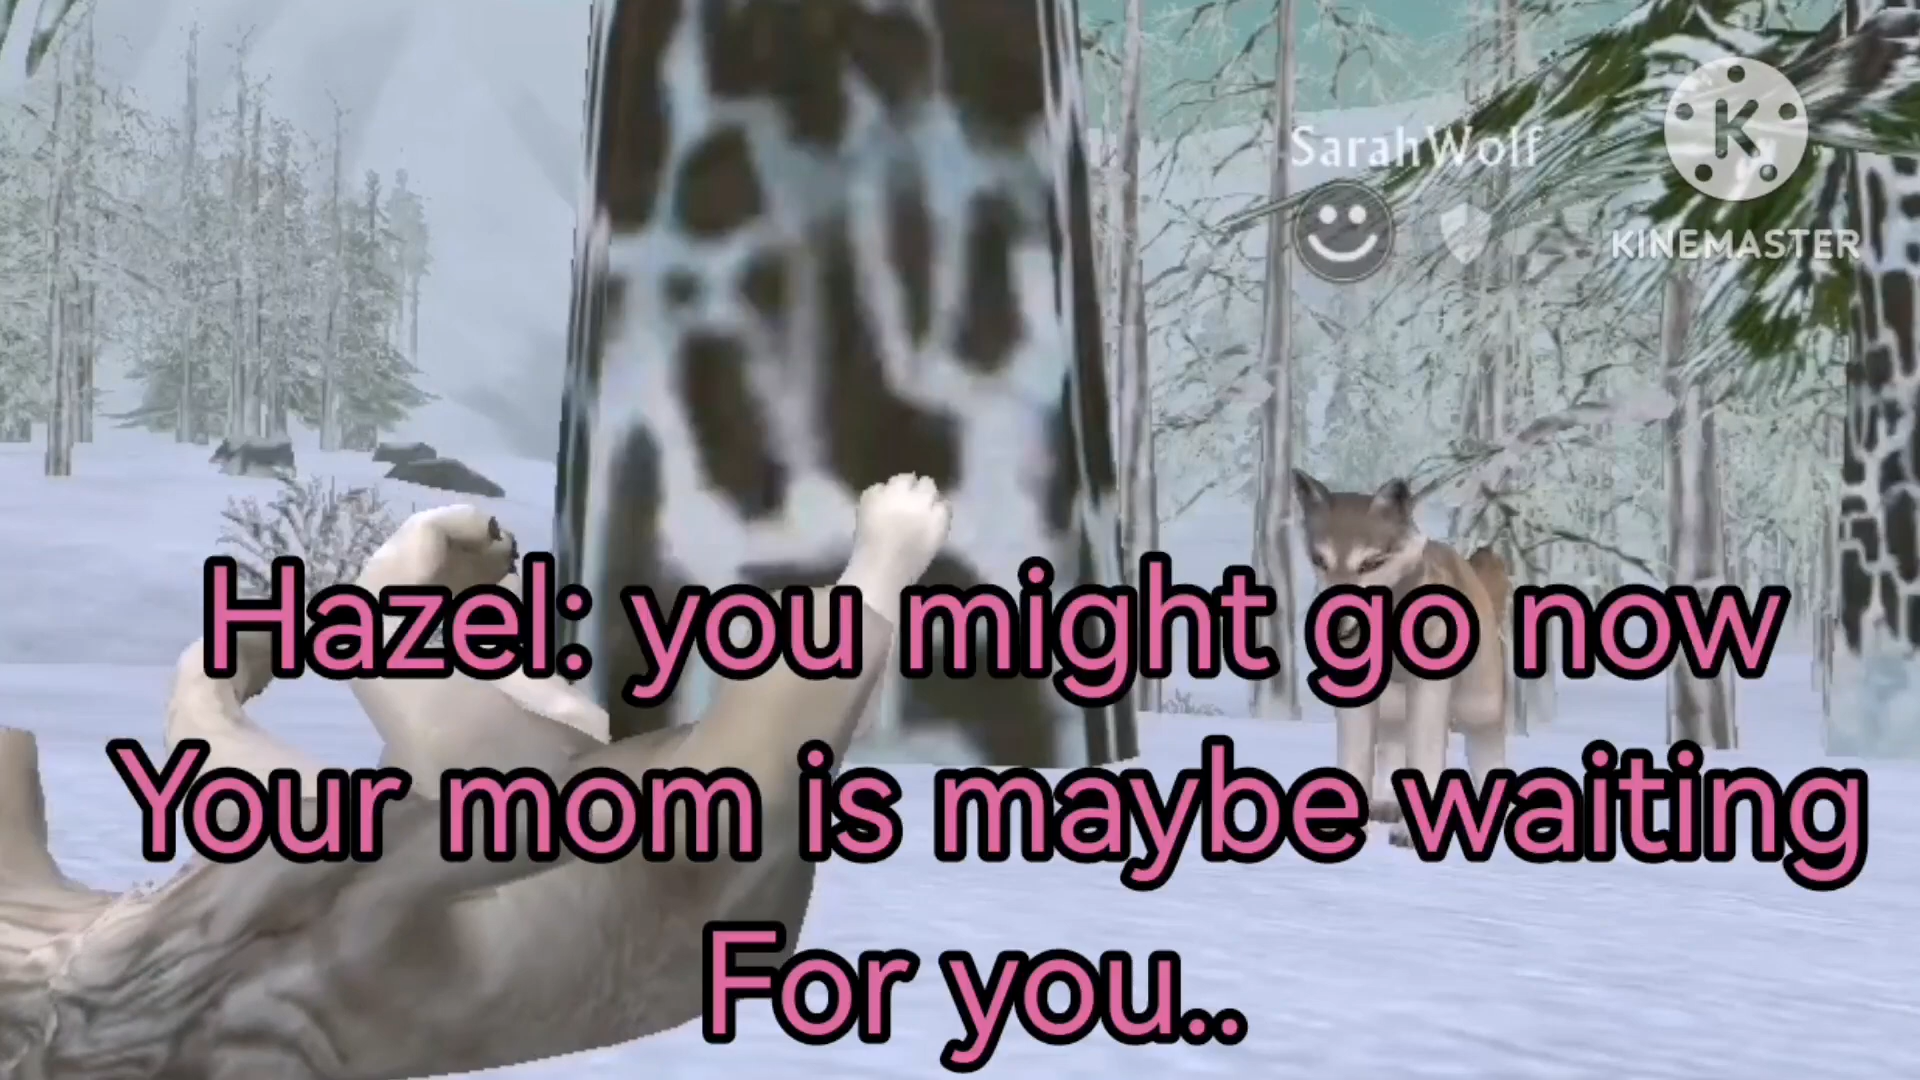 SarahWolf
K
KINEMASTER
Hazel: you might go now
Your mom is maybe waiting
For you..